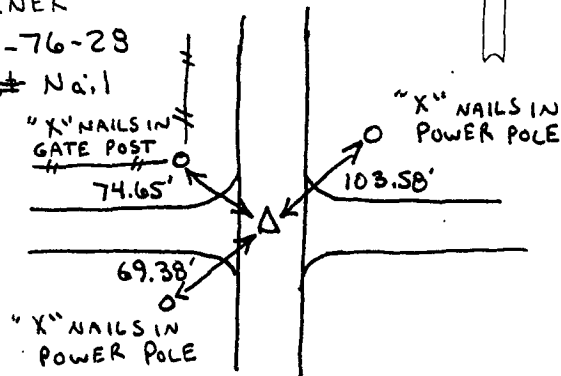 -76-28
Nail
"X" NAILS IN
GATE POST
74.65'
"X" NAILS IN
POWER POLE
103.58'
69.38'
"X" NAILS IN
POWER POLE